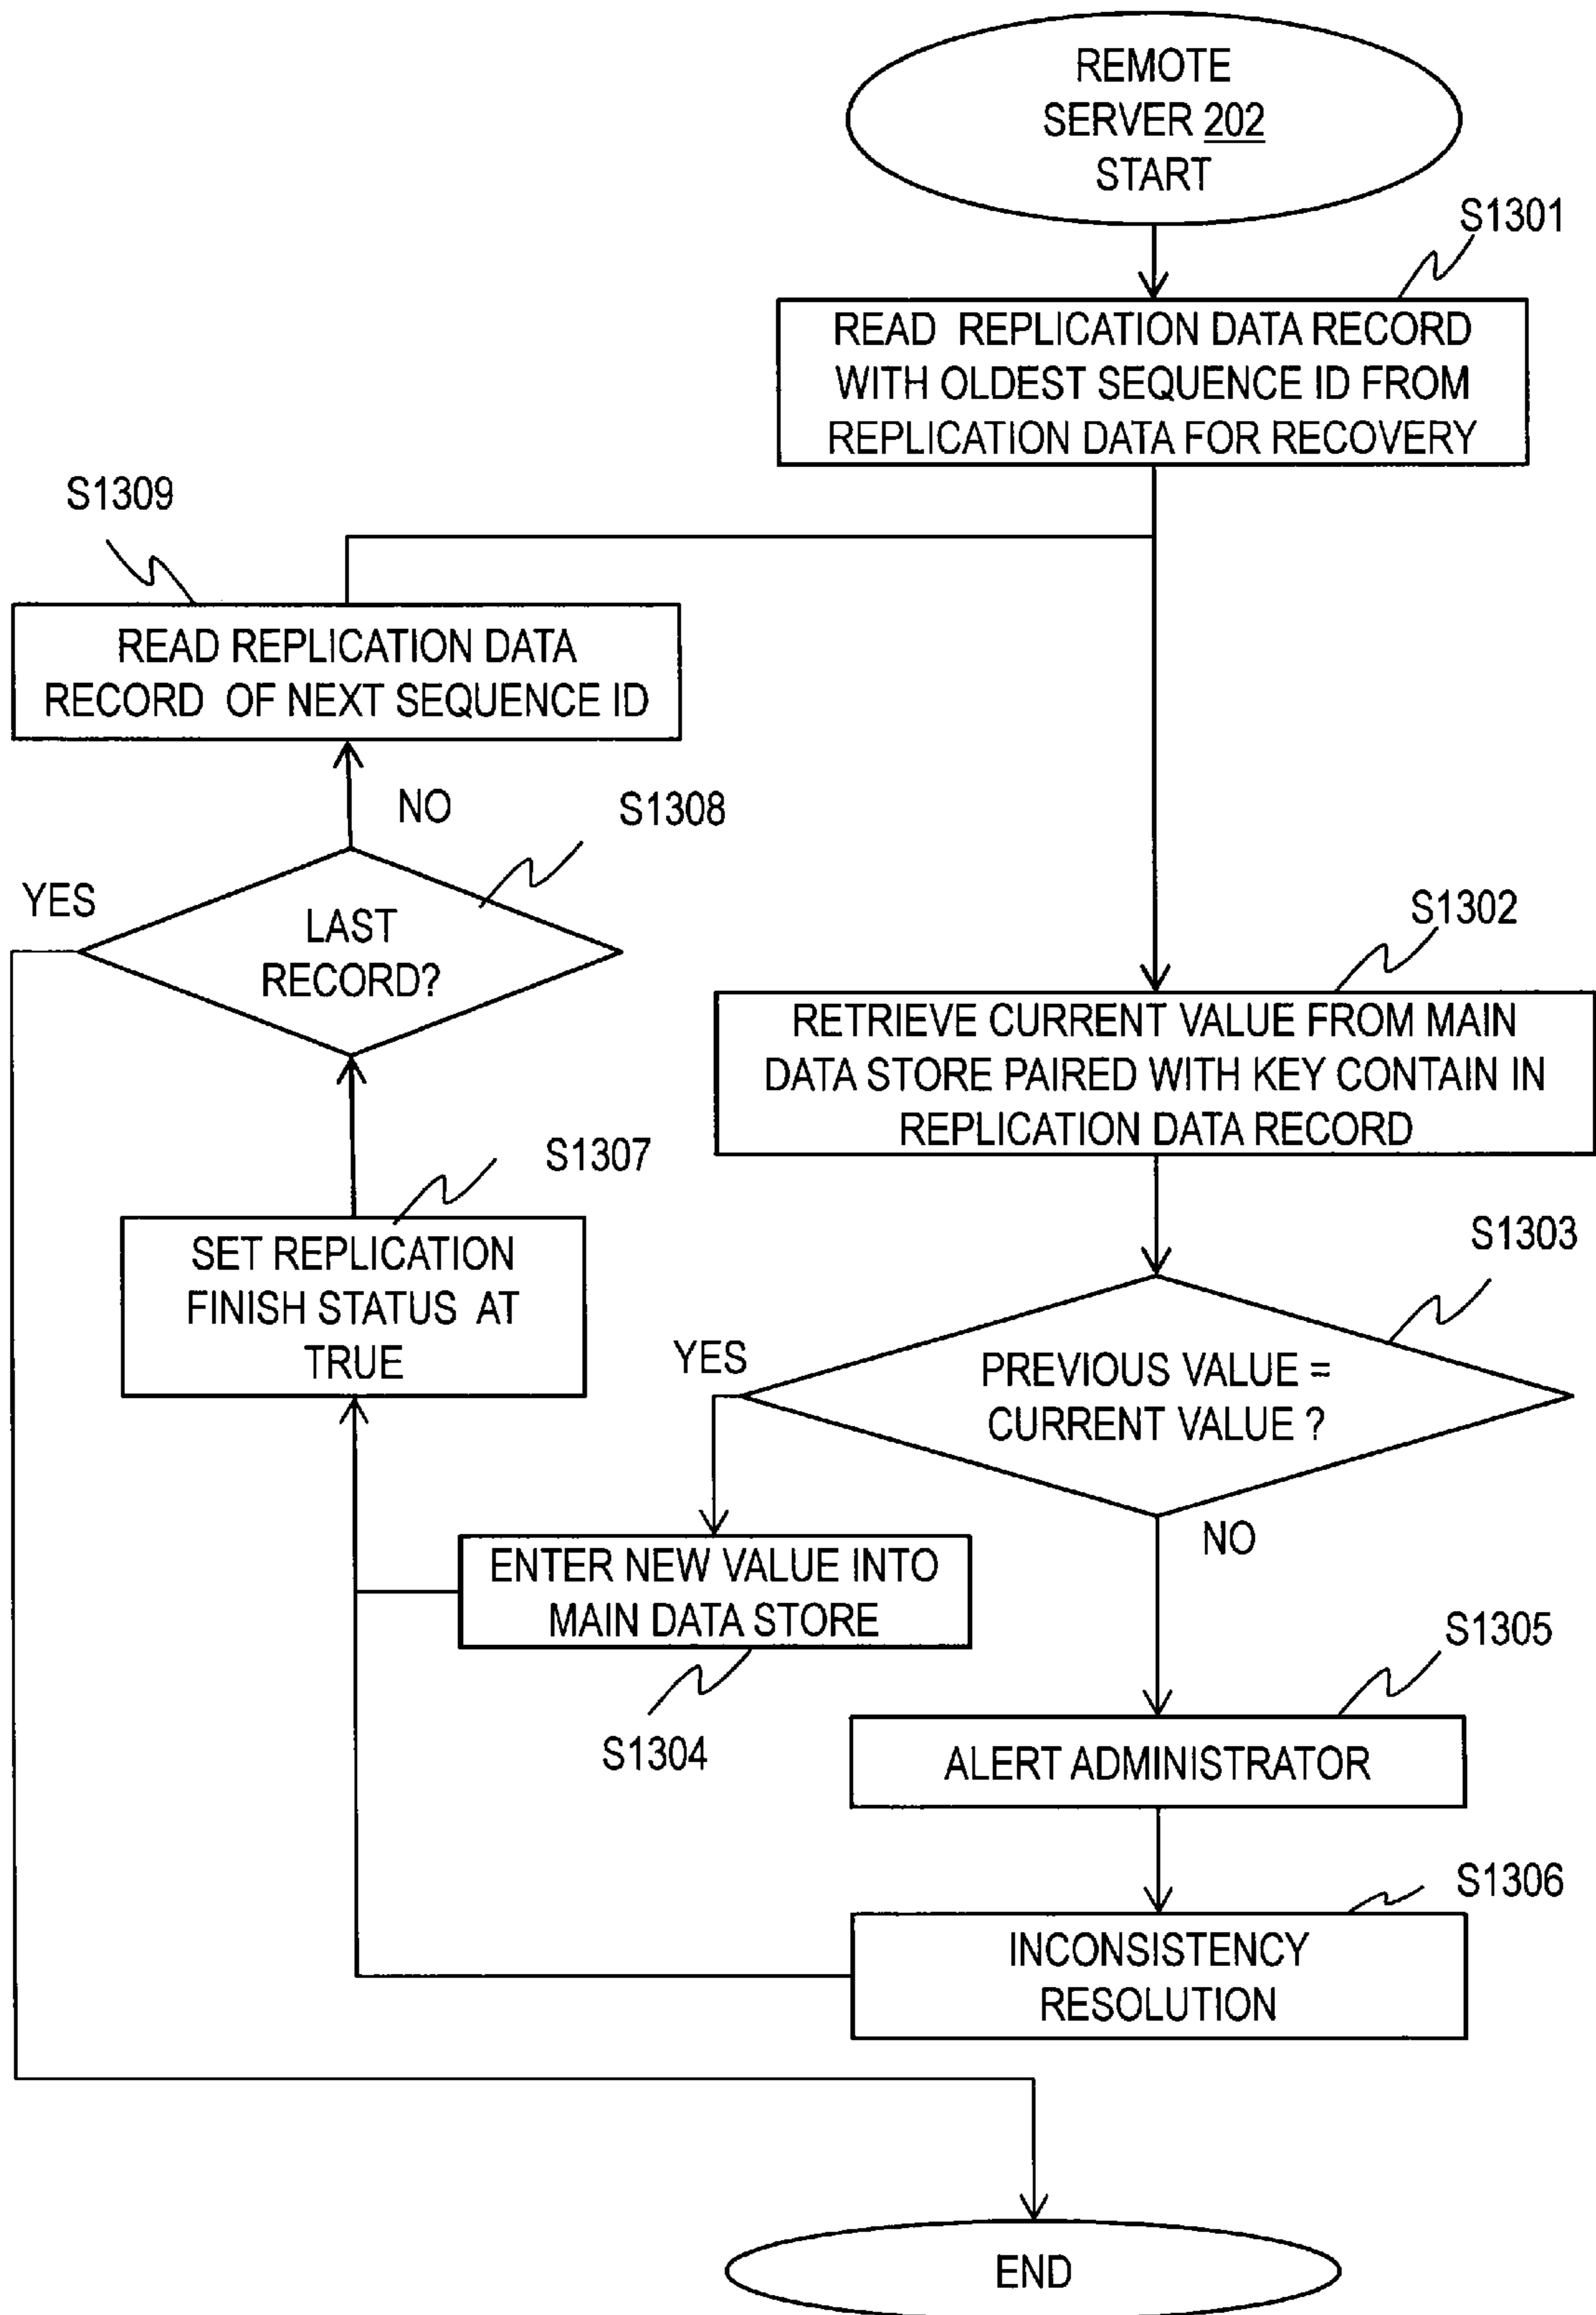 REMOTE
SERVER 202
START
S1301
READ REPLICATION DATA RECORD
WITH OLDEST SEQUENCE ID FROM
REPLICATION DATA FOR RECOVERY
S1309
READ REPLICATION DATA
RECORD OF NEXT SEQUENCE ID
NO
S1308
YES
LAST
RECORD?
S1302
RETRIEVE CURRENT VALUE FROM MAIN
DATA STORE PAIRED WITH KEY CONTAIN IN
REPLICATION DATA RECORD
S1307
SET REPLICATION
FINISH STATUS AT
TRUE
S1303
YES
PREVIOUS VALUE =
CURRENT VALUE ?
NO
ENTER NEW VALUE INTO
MAIN DATA STORE
S1304
S1305
ALERT ADMINISTRATOR
S1306
INCONSISTENCY
RESOLUTION
END